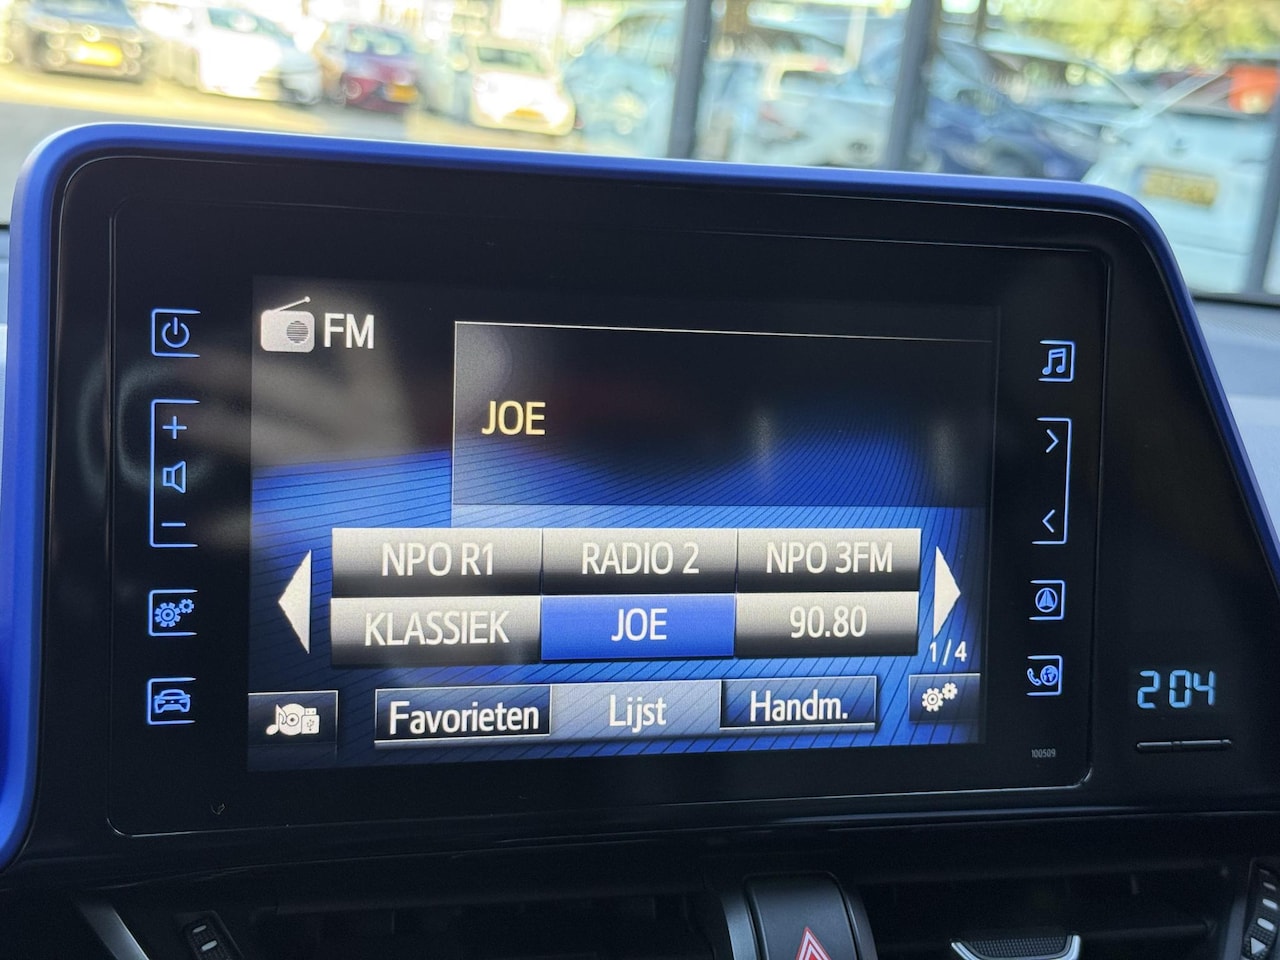 FM
JOE
NPO R1
RADIO 2
NPO 3FM
KLASSIEK
JOE
90.80
1/4
Favorieten
Lijst
Handm.
2:04
100509